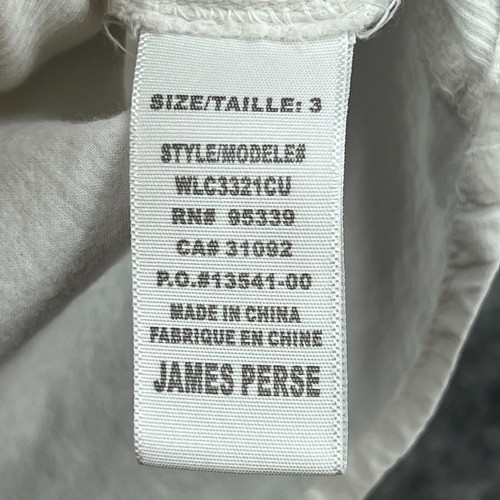 SIZE/TAILLE: 3
STYLE/MODELE#
WLC3321CU
RN# 95339
CA# 31092
P.O.#13541-00
MADE IN CHINA
FABRIQUE EN CHINE
JAMES PERSE